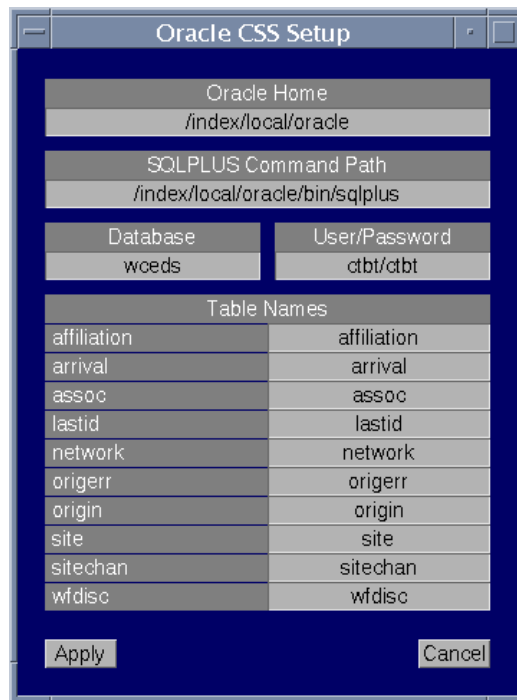 Oracle CSS Setup
Oracle Home
/index/local/oracle
SQLPLUS Command Path
/index/local/oracle/bin/sqlplus
Database User/Password
wceds ctbt/ctbt
Table Names
affiliation affiliation
arrival arrival
assoc assoc
lastid lastid
network network
origerr origerr
origin origin
site site
sitechan sitechan
wfdisc wfdisc
Apply Cancel